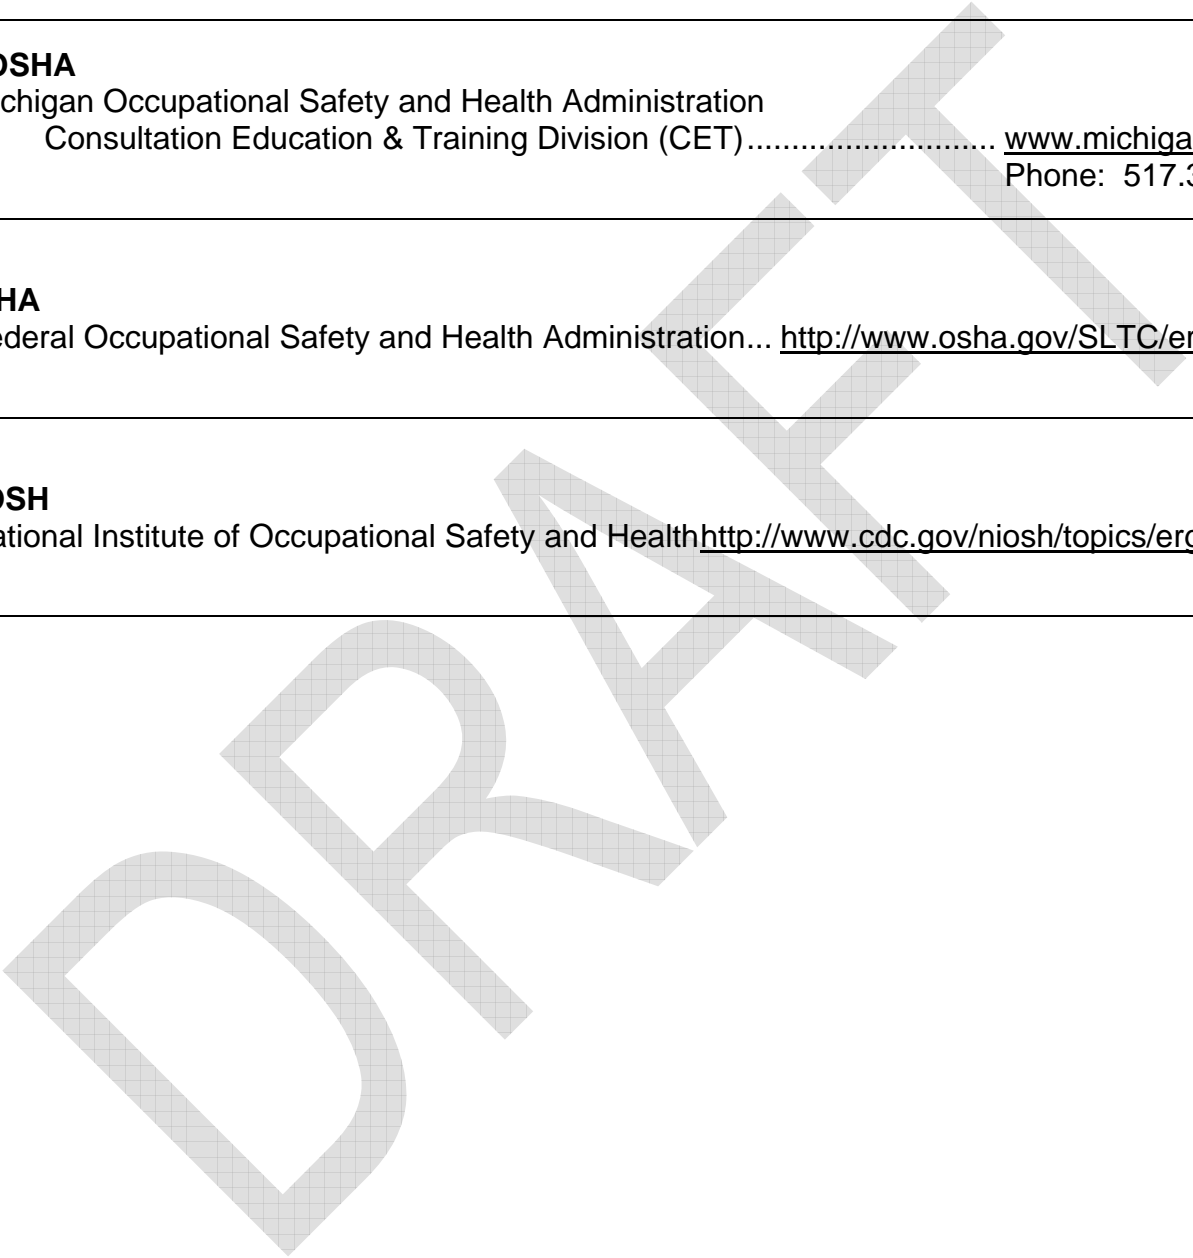 OSHA
chigan Occupational Safety and Health Administration
Consultation Education & Training Division (CET)............................ www.michiga
Phone: 517.3
HA
ederal Occupational Safety and Health Administration... http://www.osha.gov/SLTC/er
OSH
ational Institute of Occupational Safety and Healthhttp://www.cdc.gov/niosh/topics/erg
DRAFT